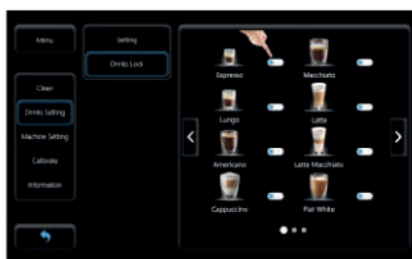 Menu
Setting
Drinks Lock
Clean
Drinks Setting
Machine Setting
Calibrate
Information
Espresso
Macchiato
Lungo
Latte
Americano
Latte Macchiato
Cappuccino
Flat White